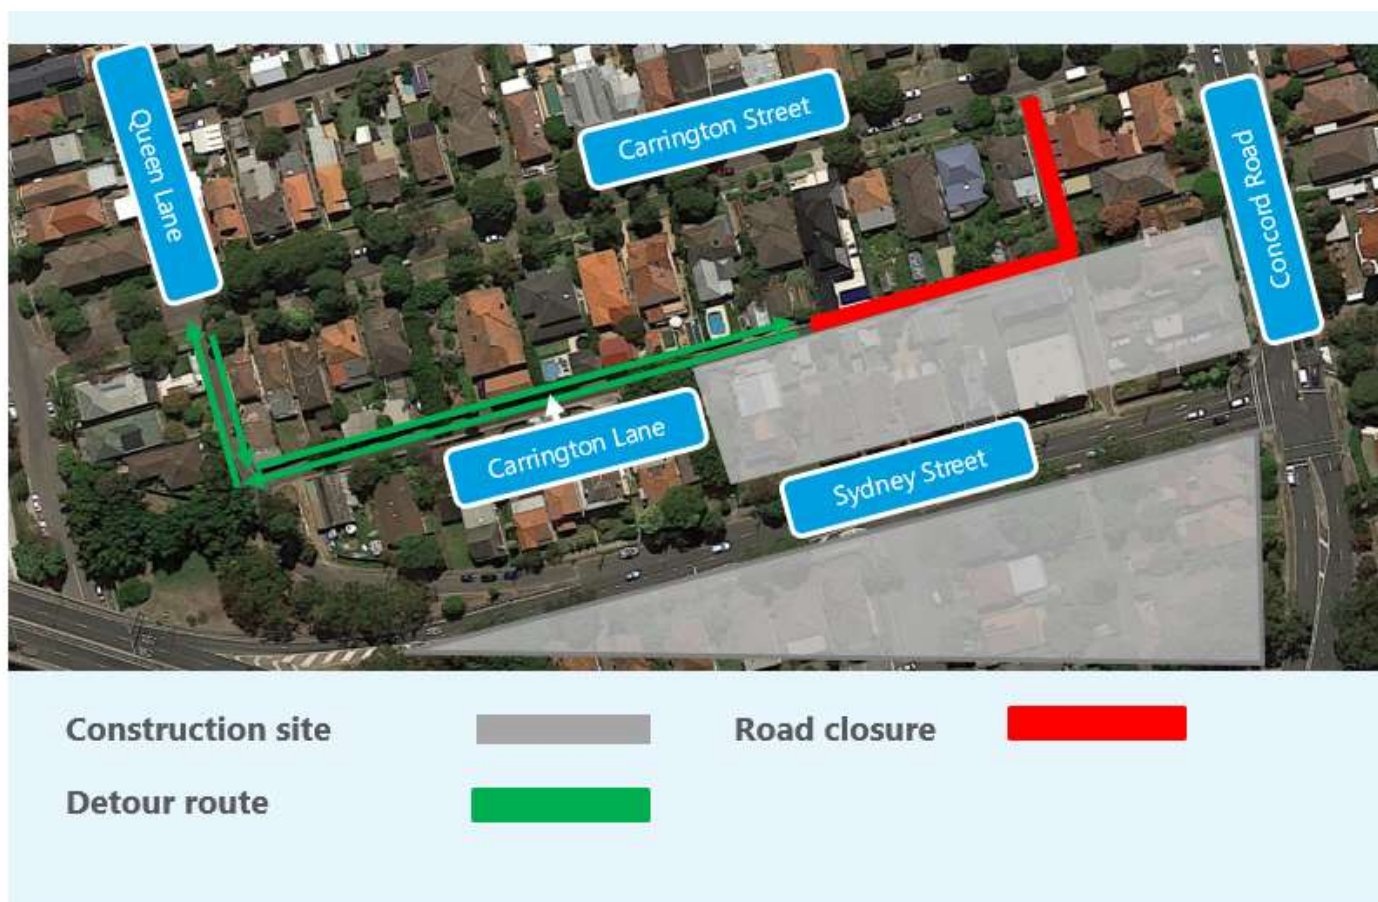 Queen Lane
Carrington Street
Concord Road
Carrington Lane
Sydney Street
Construction site
Road closure
Detour route